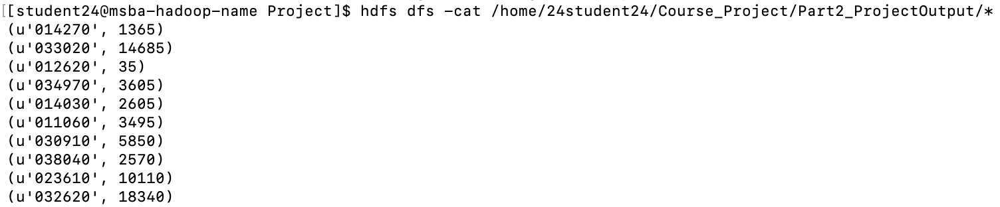 [[student24@msba-hadoop-name Project]$ hdfs dfs -cat /home/24student24/Course_Project/Part2_ProjectOutput/*
(u'014270', 1365)
(u'033020', 14685)
(u'012620', 35)
(u'034970', 3605)
(u'014030', 2605)
(u'011060', 3495)
(u'030910', 5850)
(u'038040', 2570)
(u'023610', 10110)
(u'032620', 18340)